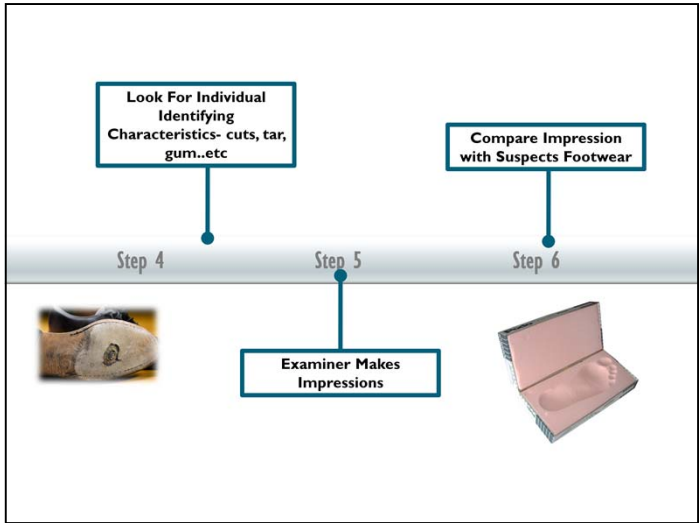 Look For Individual
Identifying
Characteristics- cuts, tar,
gum..etc
Compare Impression
with Suspects Footwear
Step 4
Step 5
Step 6
Examiner Makes
Impressions